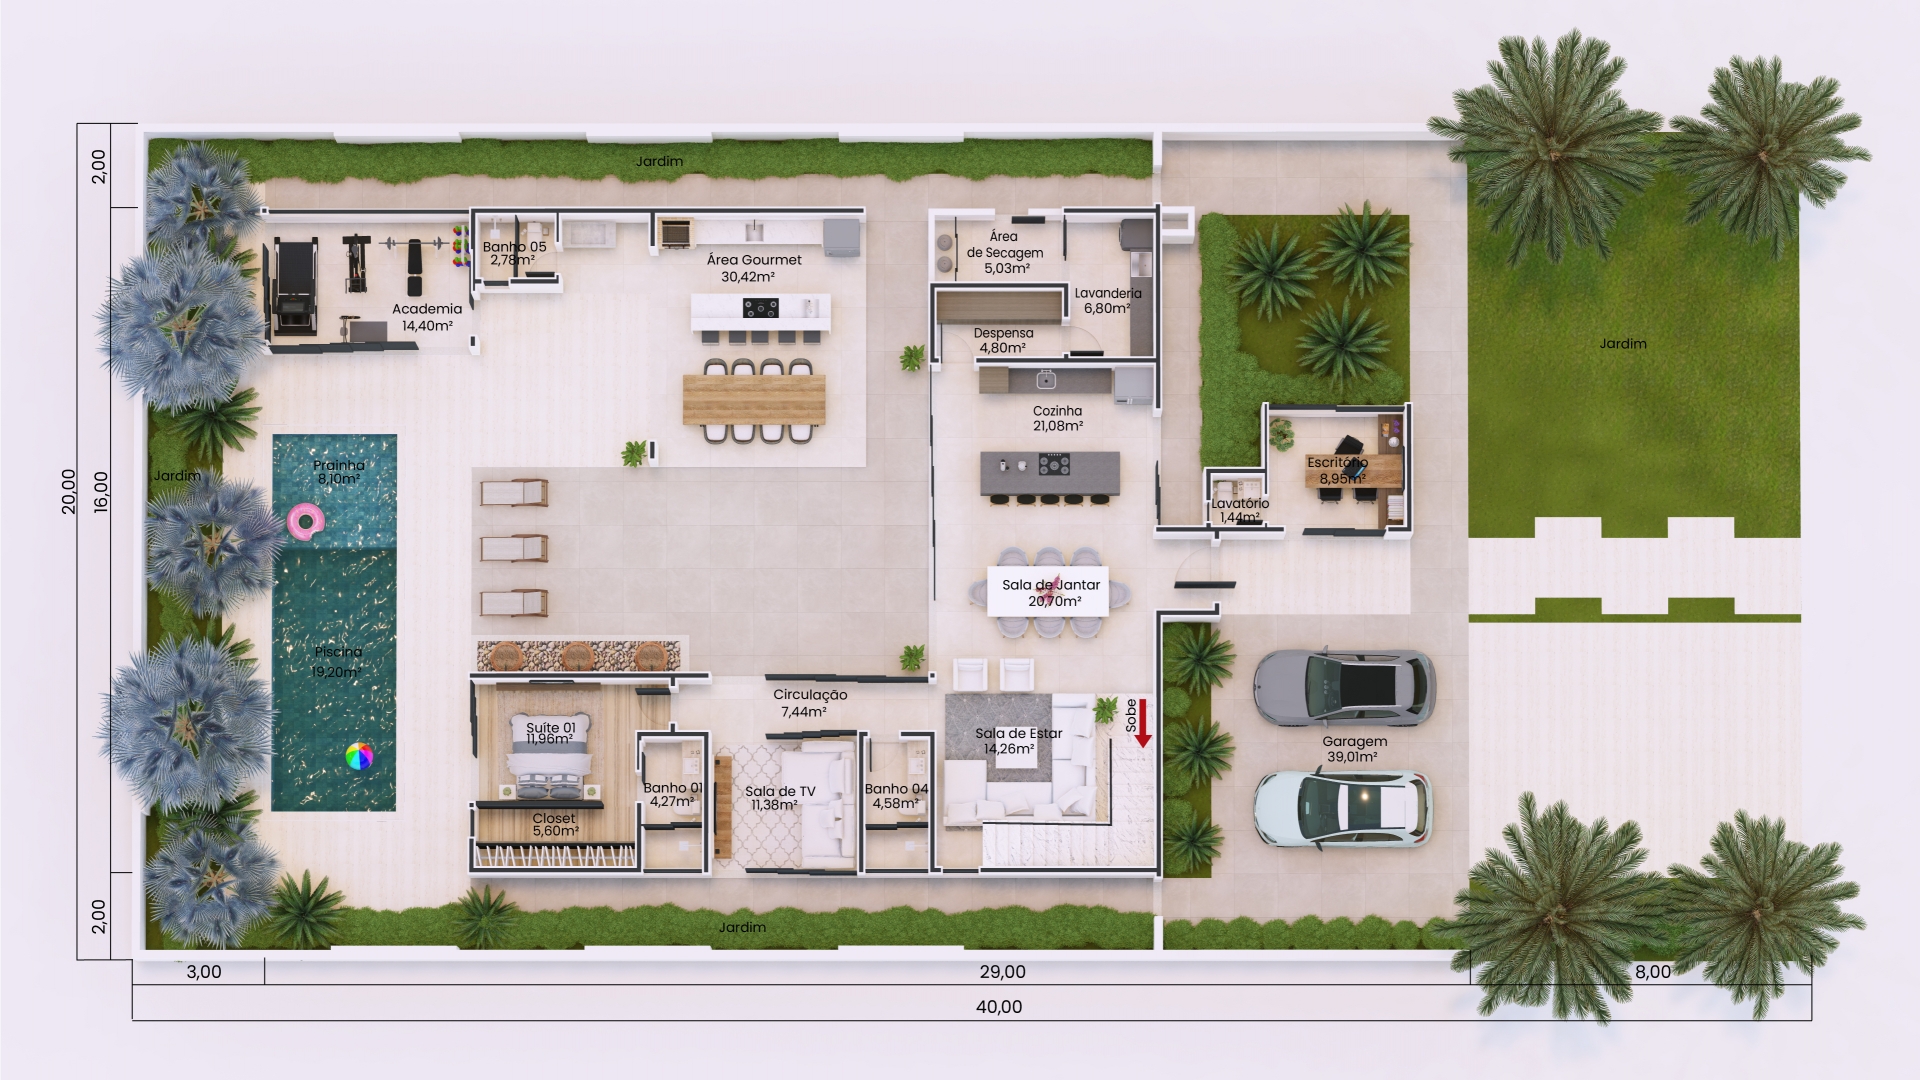 Jardim
2,00
Banho 05
2,78m²
Área Gourmet
30,42m²
Academia
14,40m²
Área
de Secagem
5,03m²
Lavanderia
6,80m²
Despensa
4,80m²
Jardim
Cozinha
21,08m²
Prainha
8,10m²
Jardim
20,00
16,00
Escritório
8,95m²
Lavatório
1,44m²
Sala de Jantar
20,70m²
Piscina
19,20m²
Circulação
7,44m²
Suíte 01
11,96m²
Sobe
Sala de Estar
14,26m²
Garagem
39,01m²
Banho 01
4,27m²
Sala de TV
11,38m²
Banho 04
4,58m²
Closet
5,60m²
2,00
Jardim
3,00
29,00
8,00
40,00